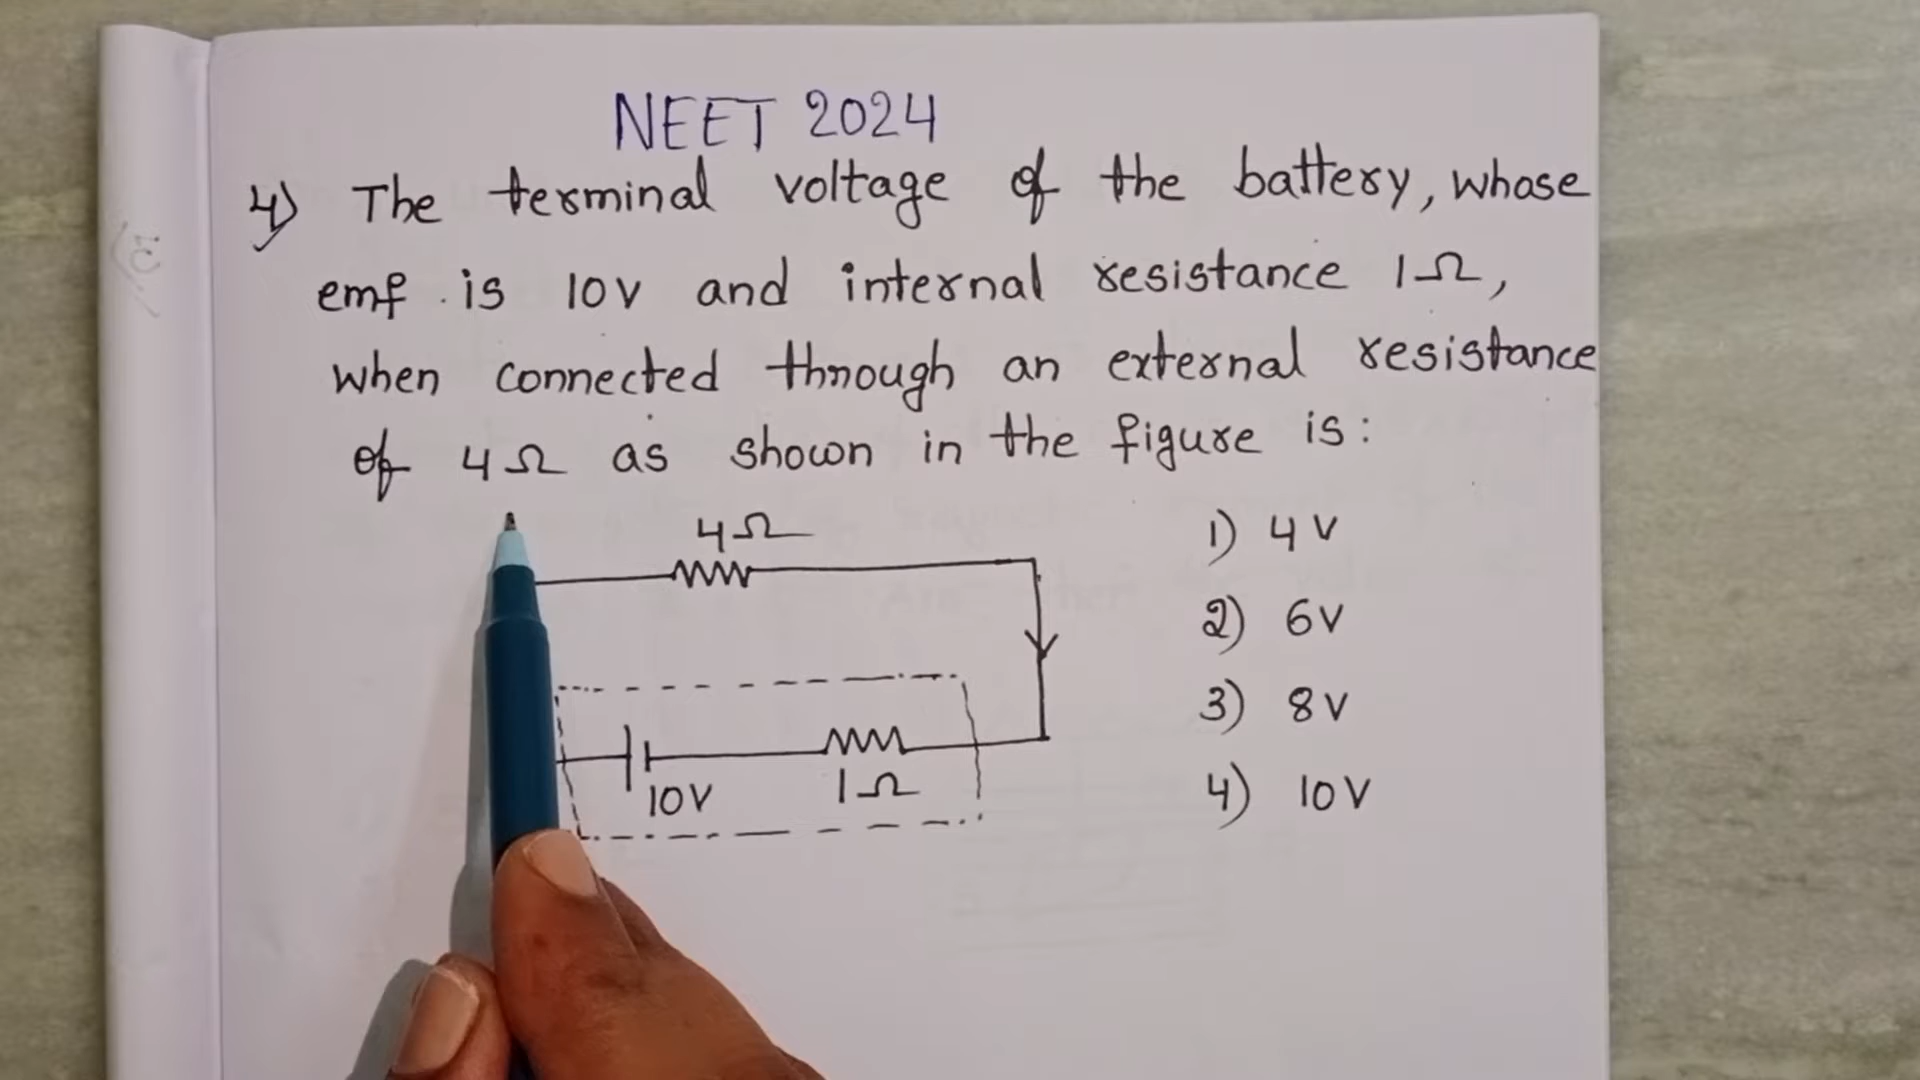 NEET 2024
4) The terminal voltage of the battery, whose
emf is 10V and internal resistance 1Ω,
when connected through an external resistance
of 4Ω as shown in the figure is:
4Ω
1) 4V
2) 6V
3) 8V
10V
1Ω
4) 10V